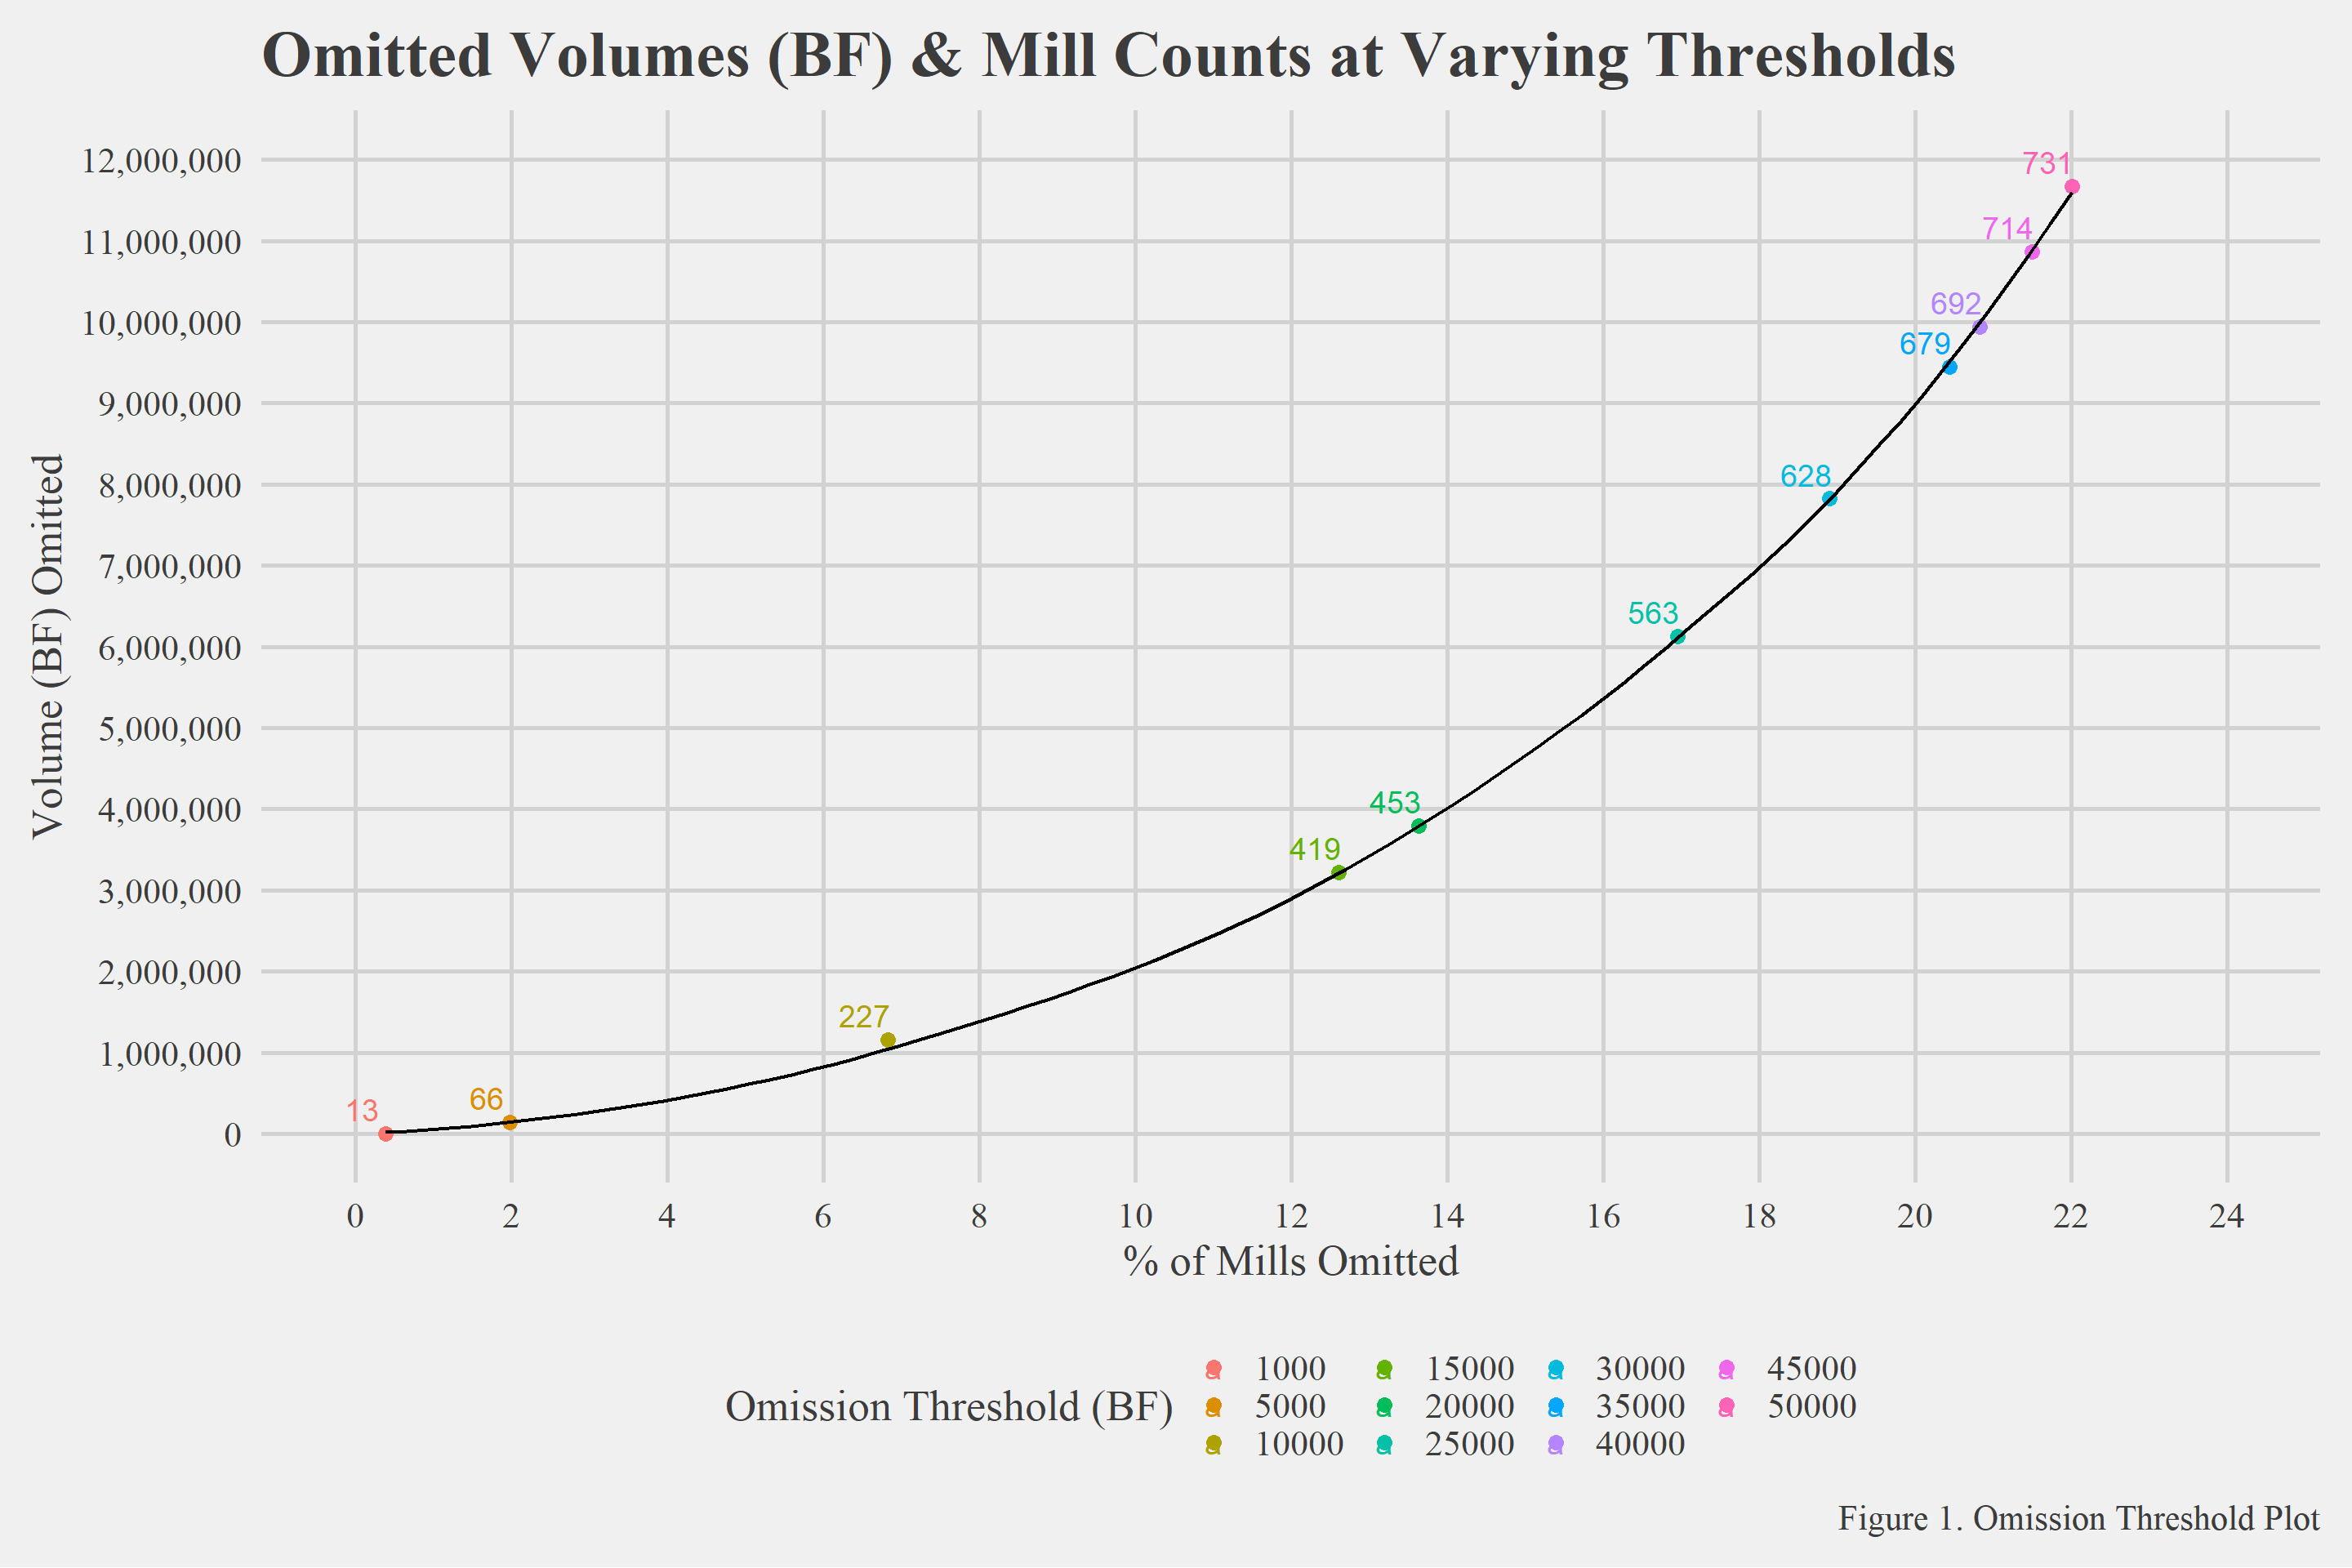 Omitted Volumes (BF) & Mill Counts at Varying Thresholds
12,000,000
11,000,000
10,000,000
9,000,000
8,000,000
7,000,000
6,000,000
5,000,000
4,000,000
3,000,000
2,000,000
1,000,000
0
Volume (BF) Omitted
731
714
692
679
628
563
453
419
227
66
13
0 2 4 6 8 10 12 14 16 18 20 22 24
% of Mills Omitted
Omission Threshold (BF)
a 1000 a 15000 a 30000 a 45000
a 5000 a 20000 a 35000 a 50000
a 10000 a 25000 a 40000
Figure 1. Omission Threshold Plot